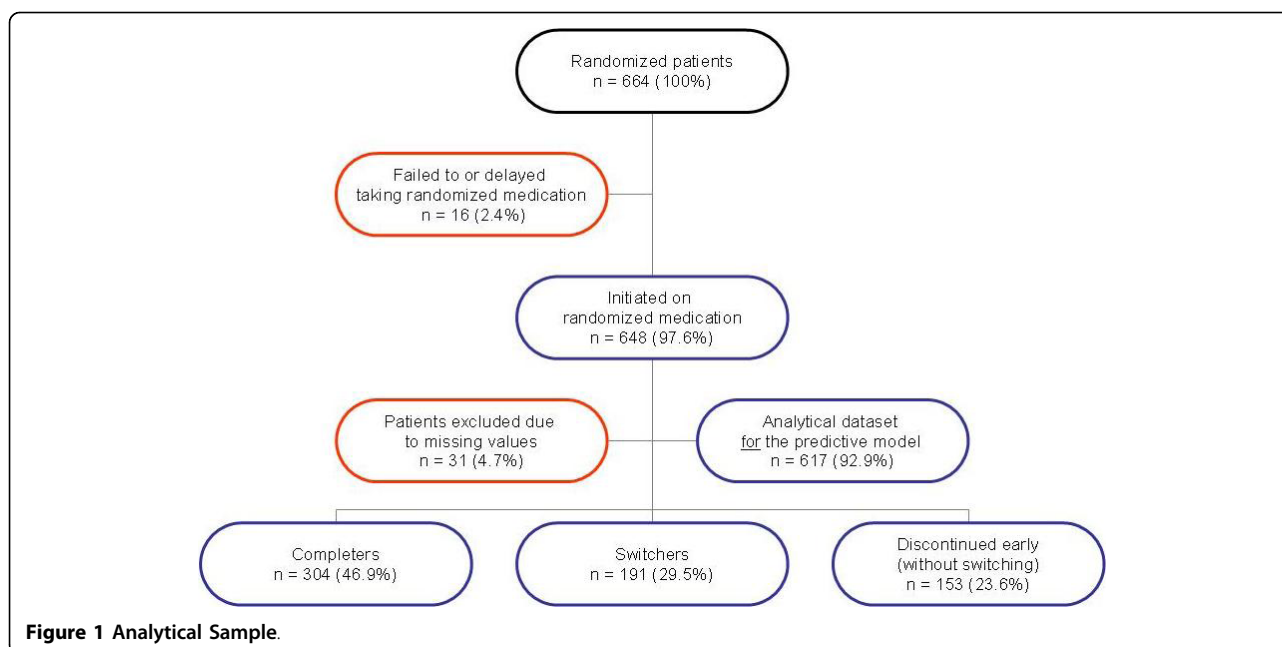 Randomized patients
n = 664 (100%)
Failed to or delayed
taking randomized medication
n = 16 (2.4%)
Initiated on
randomized medication
n = 648 (97.6%)
Patients excluded due
to missing values
n = 31 (4.7%)
Analytical dataset
for the predictive model
n = 617 (92.9%)
Completers
n = 304 (46.9%)
Switchers
n = 191 (29.5%)
Discontinued early
(without switching)
n = 153 (23.6%)
Figure 1 Analytical Sample.